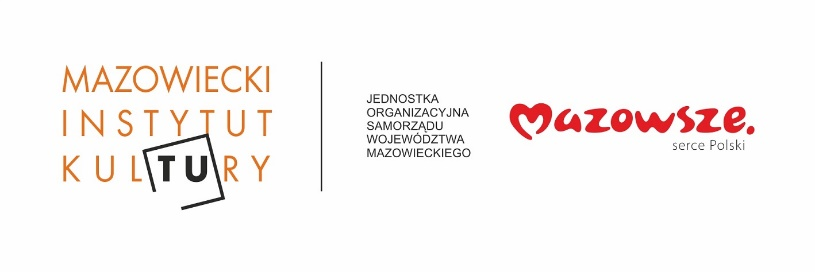 MAZOWIECKI
INSTYTUT
KULTURY
JEDNOSTKA
ORGANIZACYJNA
SAMORZĄDU
WOJEWÓDZTWA
MAZOWIECKIEGO
Mazowsze.
serce Polski